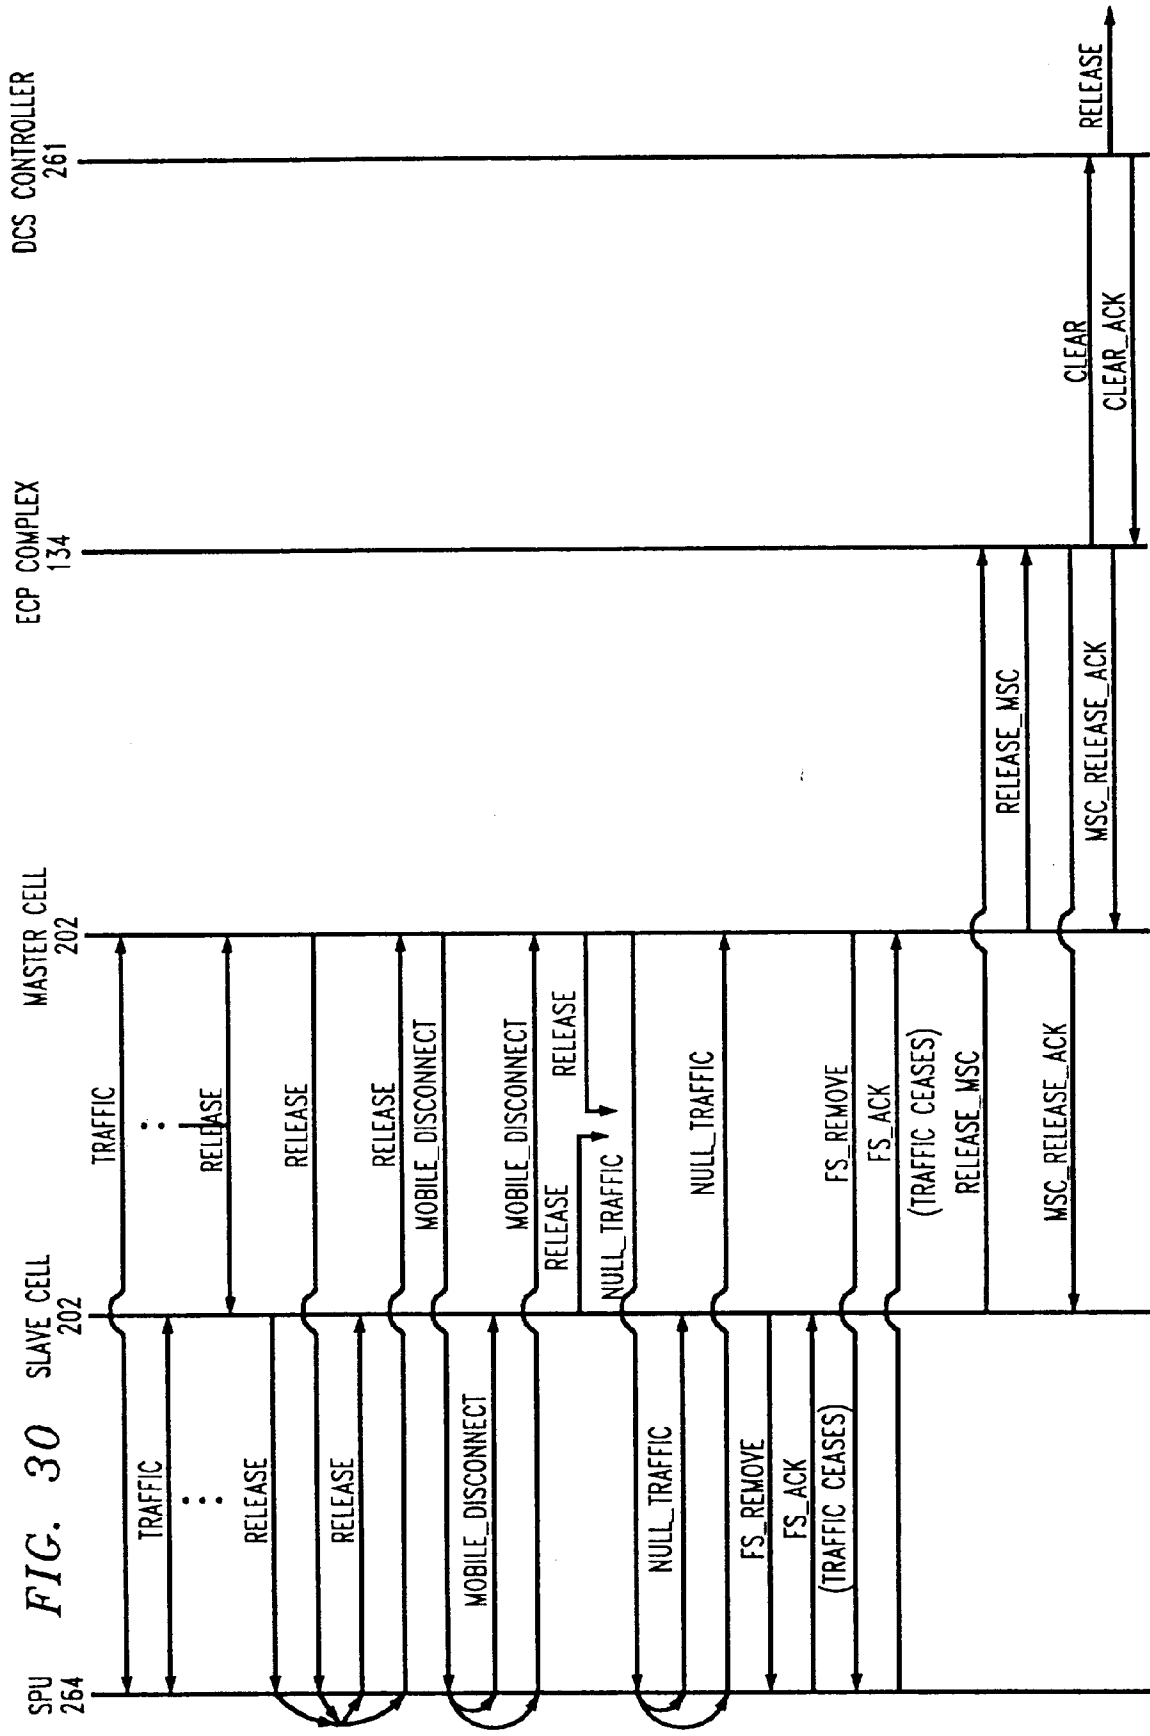 FIG. 30
SPU
264
SLAVE CELL
202
MASTER CELL
202
ECP COMPLEX
134
DCS CONTROLLER
261
TRAFFIC
TRAFFIC
RELEASE
RELEASE
RELEASE
RELEASE
RELEASE
MOBILE_DISCONNECT
MOBILE_DISCONNECT
MOBILE_DISCONNECT
RELEASE
RELEASE
NULL_TRAFFIC
NULL_TRAFFIC
NULL_TRAFFIC
FS_REMOVE
FS_ACK
(TRAFFIC CEASES)
FS_REMOVE
FS_ACK
(TRAFFIC CEASES)
RELEASE_MSC
RELEASE_MSC
MSC_RELEASE_ACK
MSC_RELEASE_ACK
CLEAR
CLEAR_ACK
RELEASE